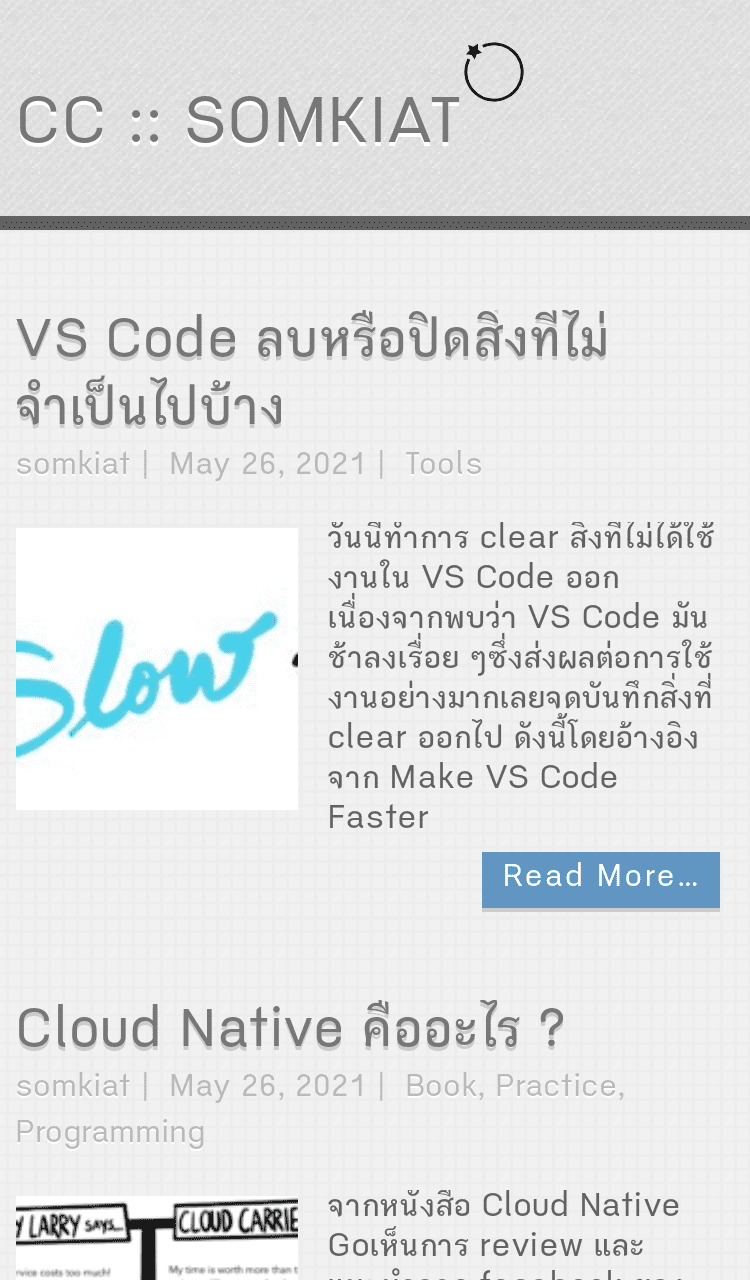 CC :: SOMKIAT
VS Code ลบหรือปิดสิ่งที่ไม่
จำเป็นไปบ้าง
somkiat | May 26, 2021 | Tools
Slow
วันนี้ทำการ clear สิ่งที่ไม่ได้ใช้
งานใน VS Code ออก
เนื่องจากพบว่า VS Code มัน
ช้าลงเรื่อย ๆซึ่งส่งผลต่อการใช้
งานอย่างมากเลยจดบันทึกสิ่งที่
clear ออกไป ดังนี้โดยอ้างอิง
จาก Make VS Code
Faster
Read More…
Cloud Native คืออะไร ?
somkiat | May 26, 2021 | Book, Practice,
Programming
Y LARRY SAYS...
CLOUD CARRIE
vice costs too much!
My time is worth more than t
จากหนังสือ Cloud Native
Goเห็นการ review และ